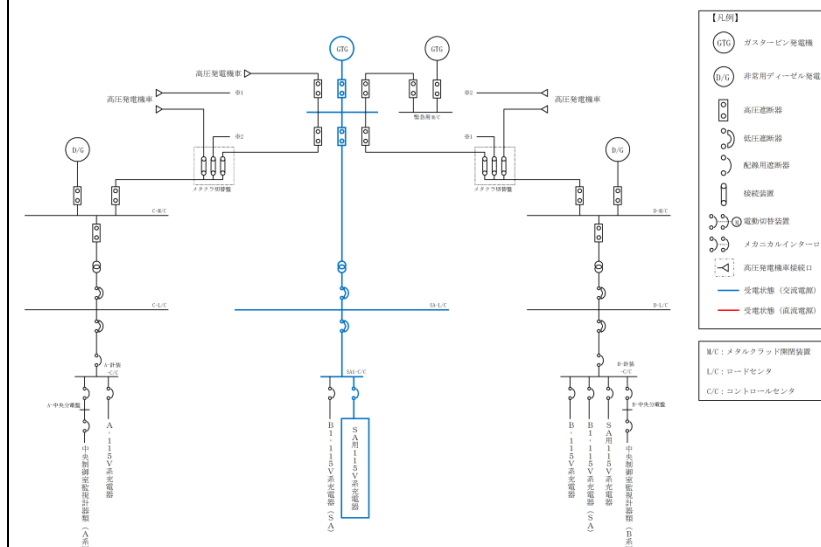 【凡例】
GTG ガスタービン発電機
D/G 非常用ディーゼル発電
高圧遮断器
低圧遮断器
配線用遮断器
接続装置
電動切替装置
メカニカルインターロ
高圧発電機車接続口
受電状態（交流電源）
受電状態（直流電源）
M/C：メタルクラッド開閉装置
L/C：ロードセンタ
C/C：コントロールセンタ
GTG
GTG
高圧発電機車
高圧発電機車
※1
※2
※2
※1
高圧発電機車
緊急用M/C
D/G
D/G
メタクラ切替盤
メタクラ切替盤
C-M/C
D-M/C
C-L/C
SA-L/C
D-L/C
A-計装
-C/C
SA1-C/C
B-計装
-C/C
A-中央分電盤
B-中央分電盤
中央制御室監視計器類（A系
A-115V系充電器
B1-115V系充電器（SA）
SA用115V系充電器
B-115V系充電器
B1-115V系充電器（SA）
SA用115V系充電器
中央制御室監視計器類（B系